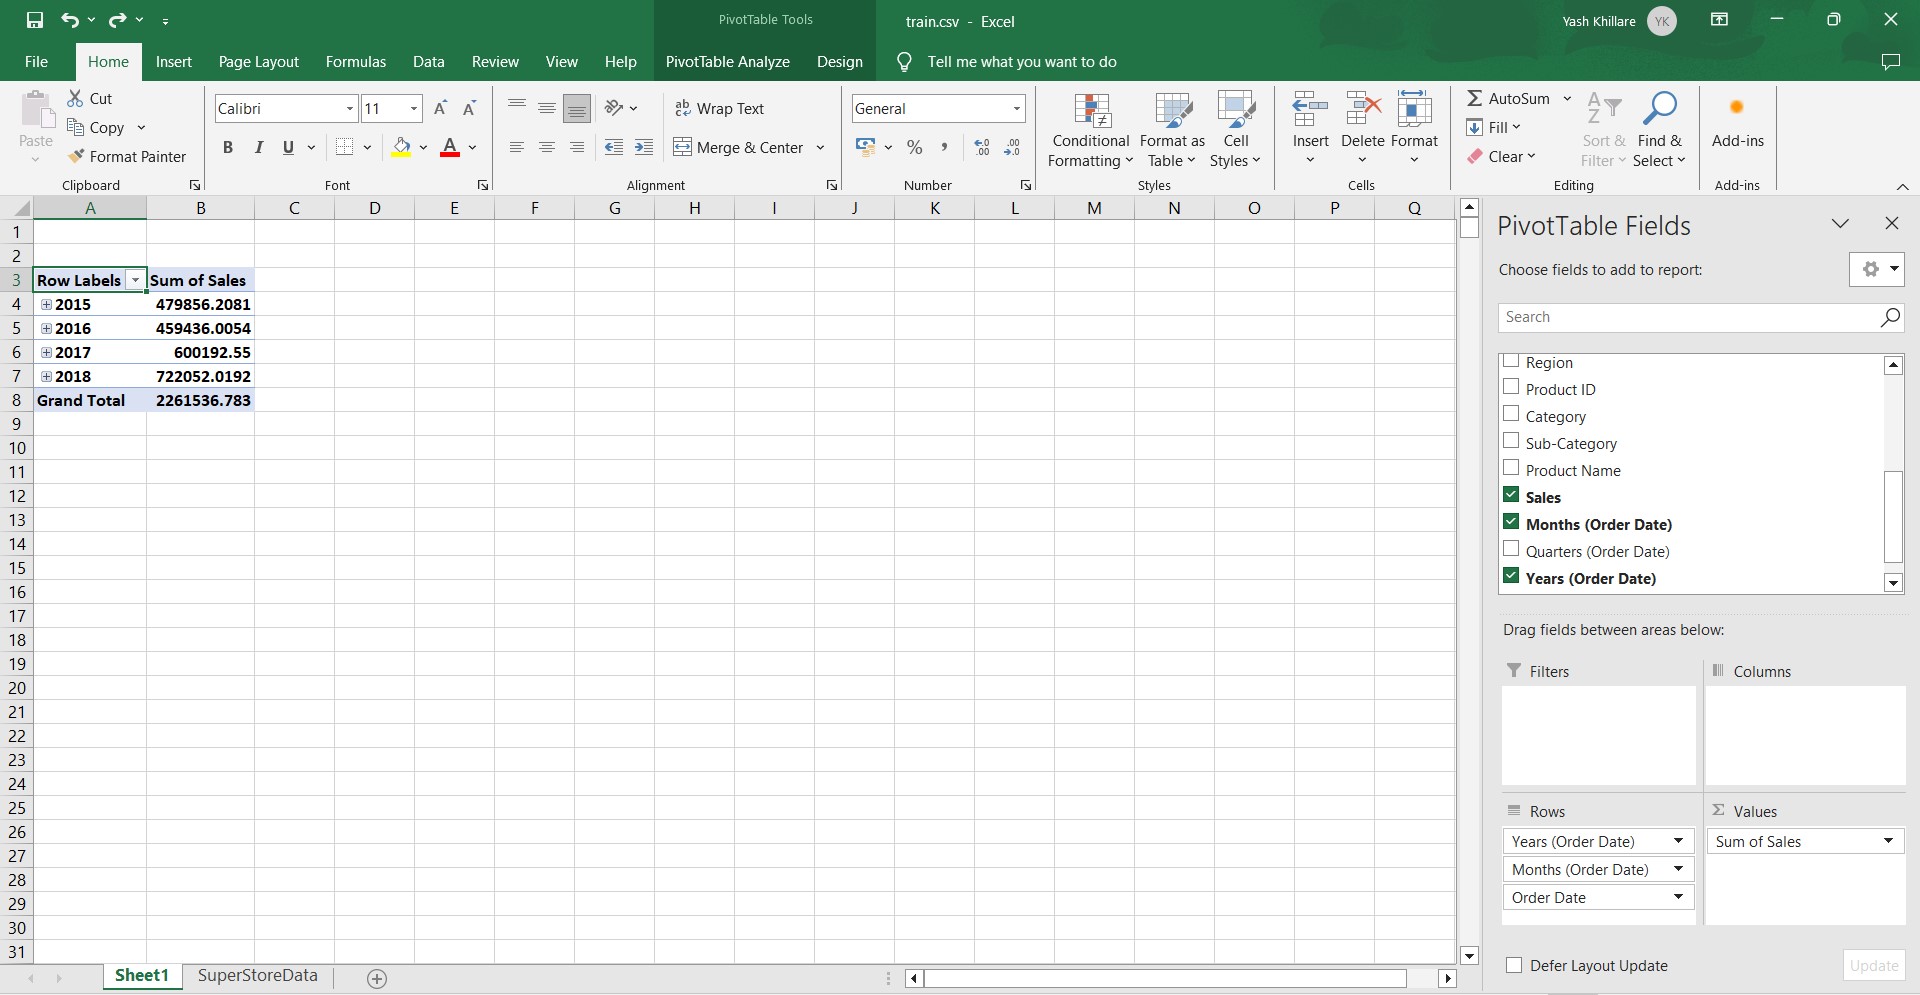 PivotTable Tools
train.csv - Excel
Yash Khillare YK
File Home Insert Page Layout Formulas Data Review View Help PivotTable Analyze Design Tell me what you want to do
Paste
Cut
Copy
Format Painter
Clipboard
Calibri 11 A A
B I U A
Font
ab Wrap Text
Merge & Center
Alignment
General
% ,
Number
Conditional Formatting
Format as Table
Cell Styles
Styles
Insert Delete Format
Cells
AutoSum
Fill
Clear
Sort & Filter
Find & Select
Editing
Add-ins
Add-ins
A B C D E F G H I J K L M N O P Q
1
2
3 Row Labels Sum of Sales
4 2015 479856.2081
5 2016 459436.0054
6 2017 600192.55
7 2018 722052.0192
8 Grand Total 2261536.783
9
10
11
12
13
14
15
16
17
18
19
20
21
22
23
24
25
26
27
28
29
30
31
Sheet1 SuperStoreData
PivotTable Fields
Choose fields to add to report:
Search
Region
Product ID
Category
Sub-Category
Product Name
Sales
Months (Order Date)
Quarters (Order Date)
Years (Order Date)
Drag fields between areas below:
Filters
Columns
Rows
Years (Order Date)
Months (Order Date)
Order Date
Σ Values
Sum of Sales
Defer Layout Update
Update